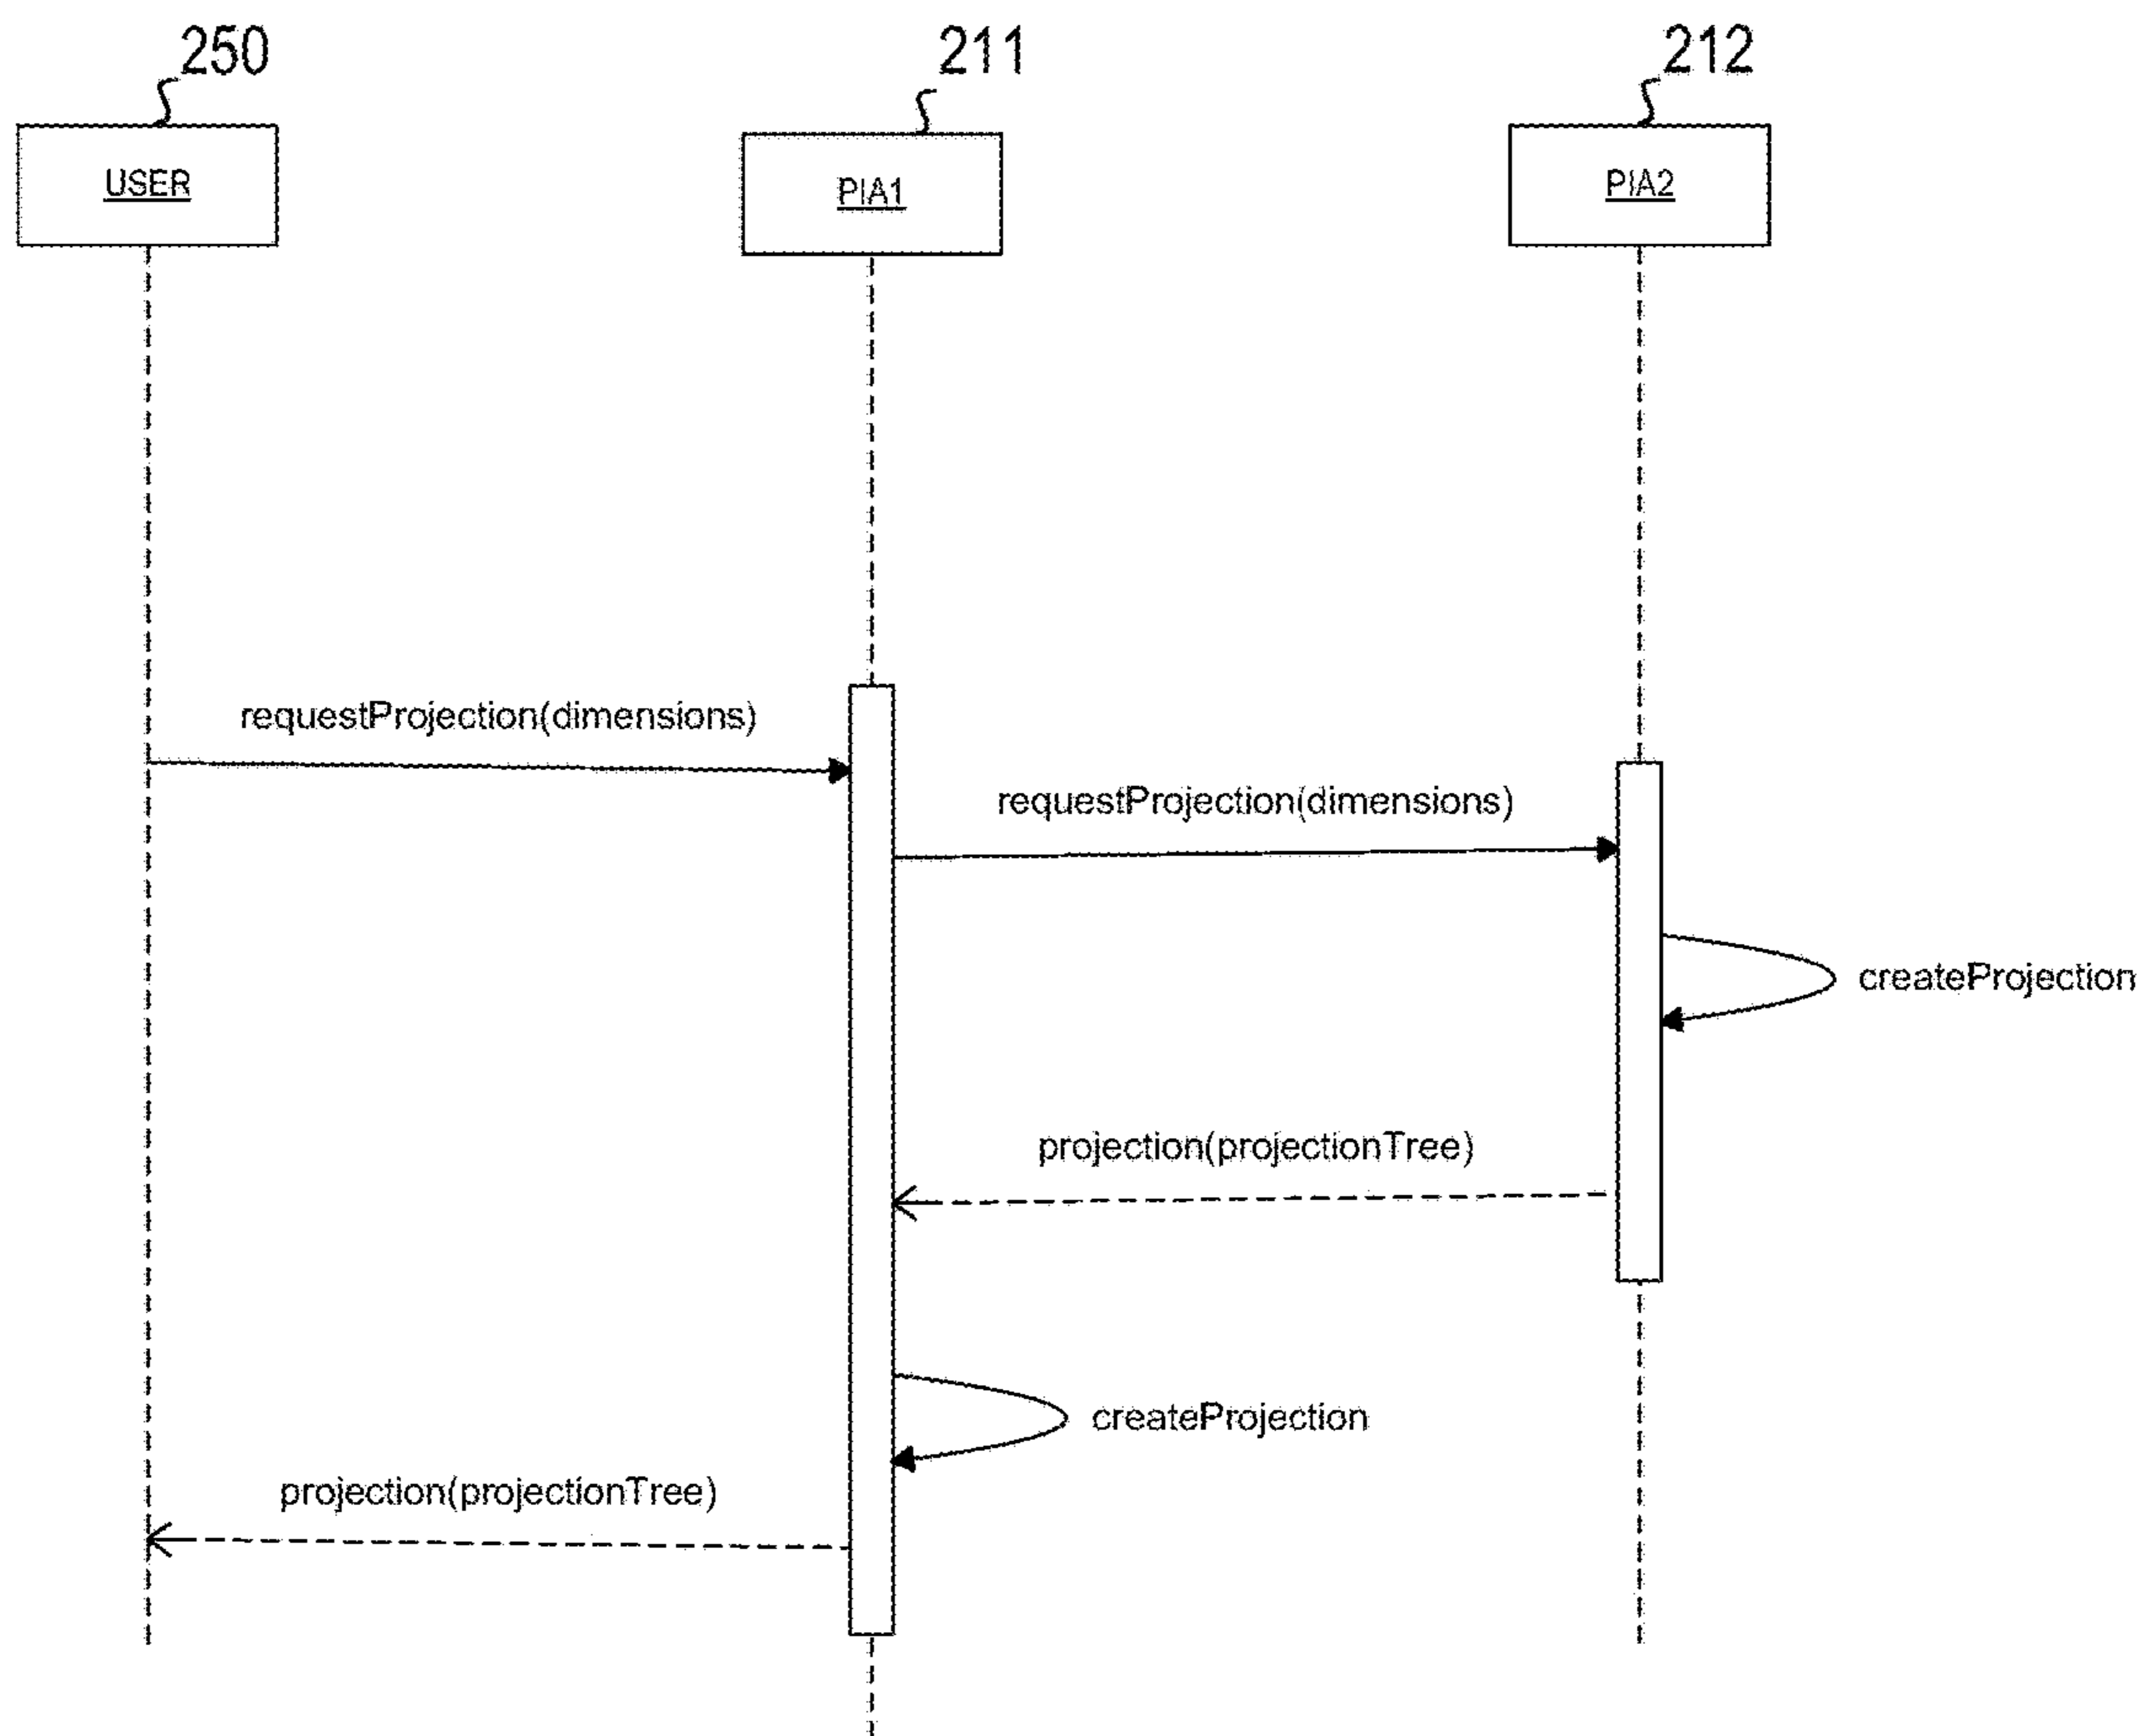 250
211
212
USER
PIA1
PIA2
requestProjection(dimensions)
requestProjection(dimensions)
createProjection
projection(projectionTree)
createProjection
projection(projectionTree)